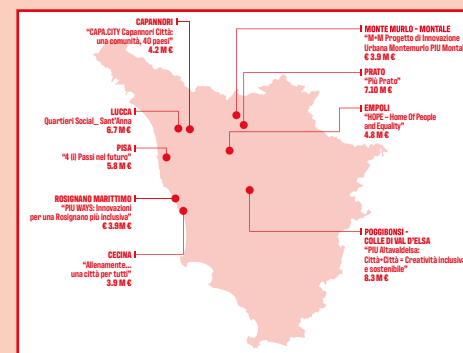 CAPANNORI
“CAPA.CITY Capannori Città:
una comunità, 40 paesi”
4.2 M €
LUCCA
Quartieri Social_ Sant'Anna
6.7 M €
PISA
“4 (I) Passi nel futuro”
5.8 M €
ROSIGNANO MARITTIMO
“PIU WAYS: Innovazioni
per una Rosignano più inclusiva”
€ 3.9M
CECINA
“Allenamente...
una città per tutti”
3.9 M €
MONTE MURLO - MONTALE
“M+M Progetto di Innovazione
Urbana Montemurlo PIU Montal
€ 3.9 M
PRATO
“Più Prato”
7.10 M €
EMPOLI
“HOPE – Home Of People
and Equality”
4.8 M €
POGGIBONSI -
COLLE DI VAL D'ELSA
“PIU Altavaldelsa:
Città+Città = Creatività inclusiva
e sostenibile”
8.3 M €